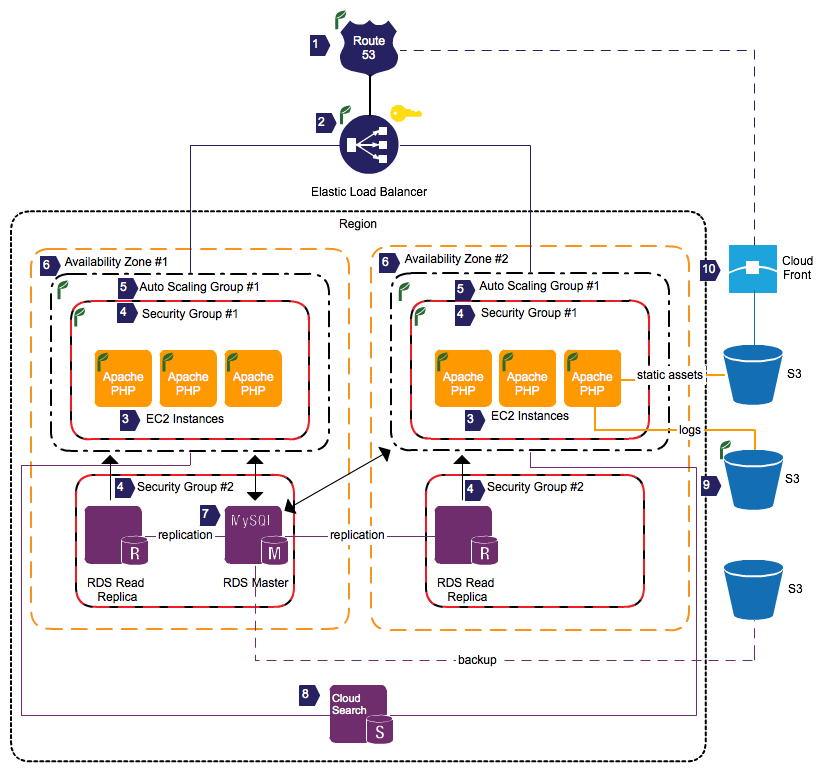 1
Route
53
2
Elastic Load Balancer
Region
6
Availability Zone #1
6
Availability Zone #2
10
Cloud
Front
5
Auto Scaling Group #1
5
Auto Scaling Group #1
4
Security Group #1
4
Security Group #1
Apache
PHP
Apache
PHP
Apache
PHP
Apache
PHP
Apache
PHP
Apache
PHP
static assets
S3
3
EC2 Instances
3
EC2 Instances
logs
9
S3
4
Security Group #2
4
Security Group #2
7
MySQl
R
replication
M
replication
R
RDS Read
Replica
RDS Master
RDS Read
Replica
S3
backup
8
Cloud
Search
S